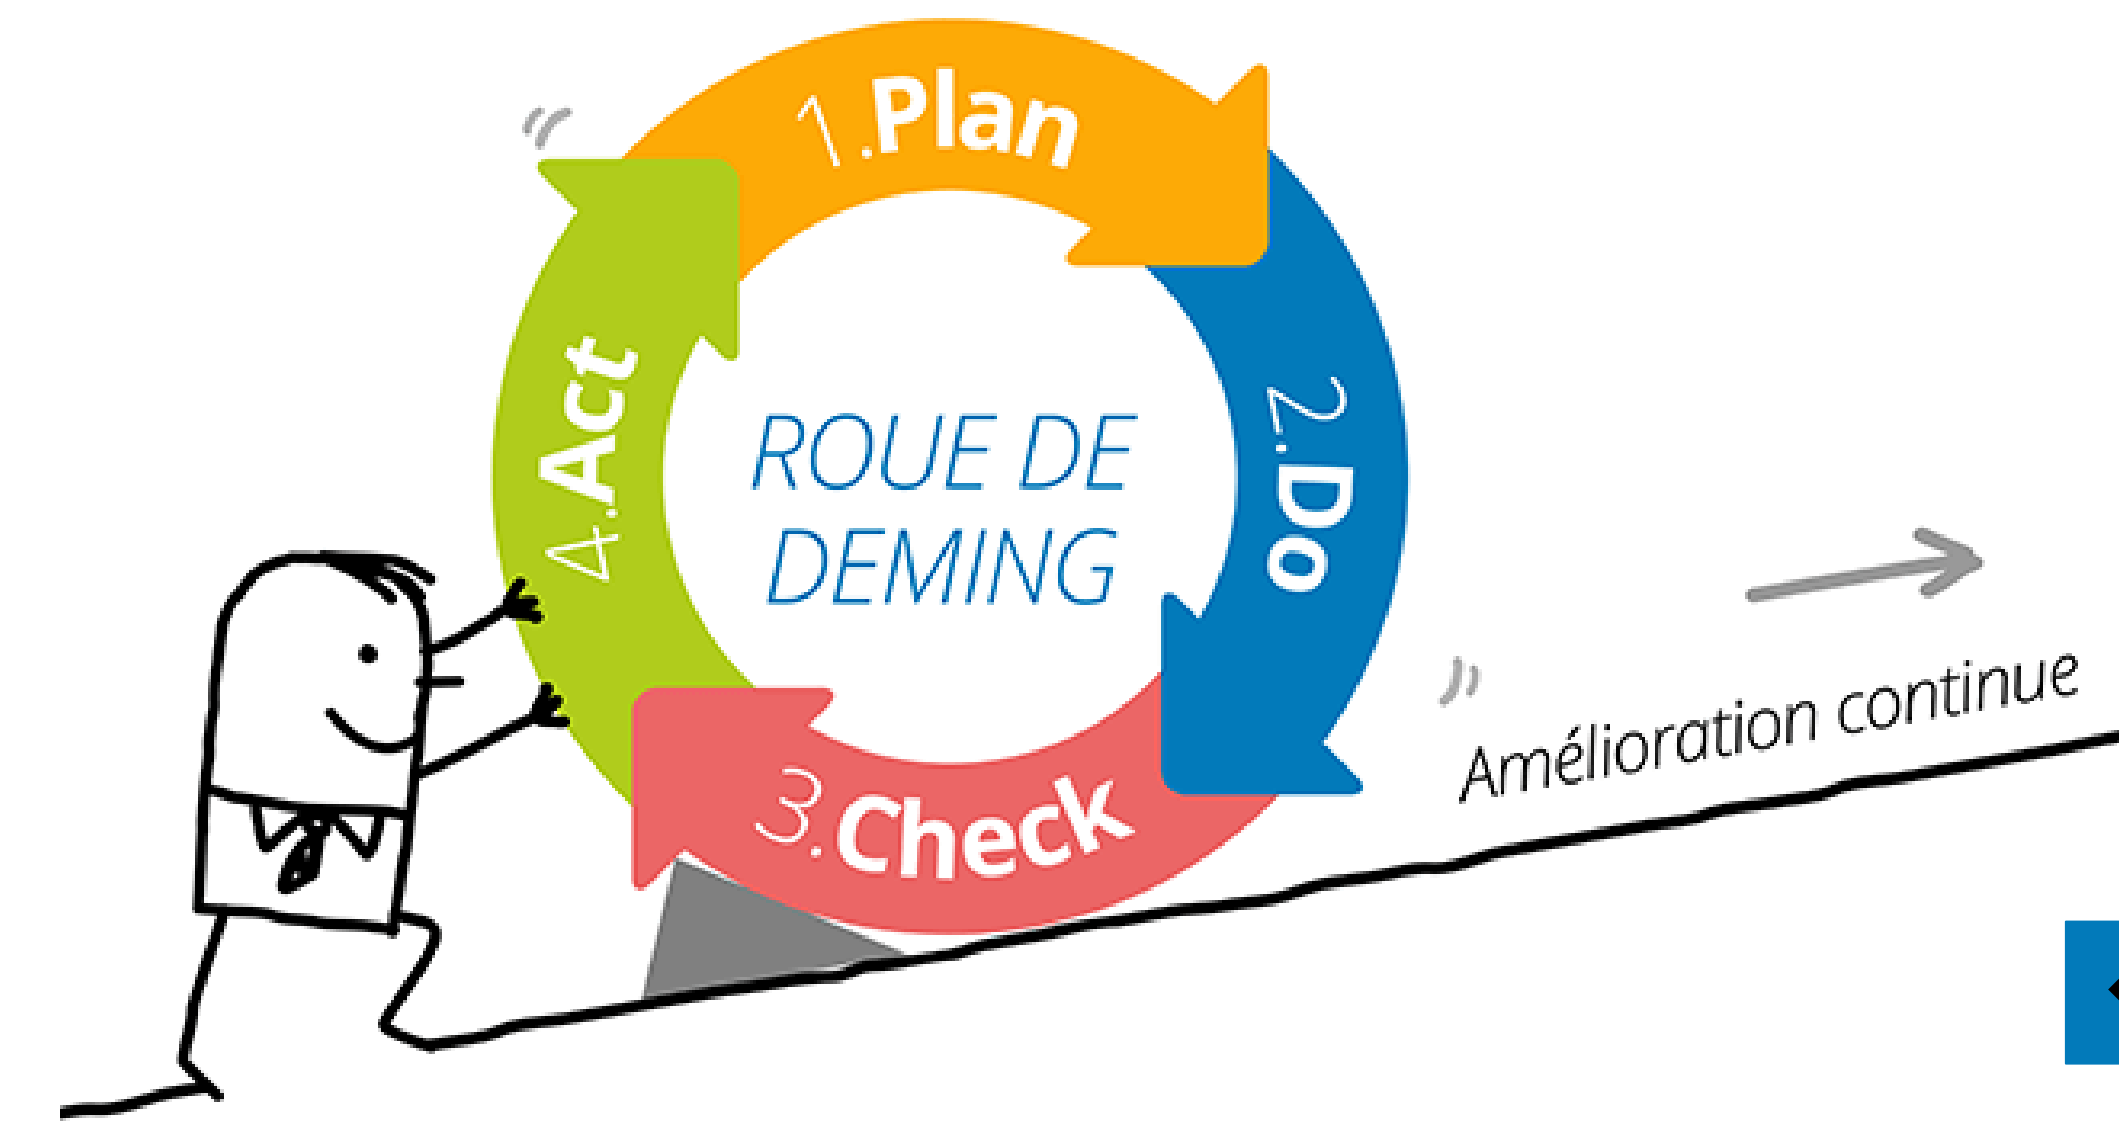 1.Plan
2.Do
3.Check
4.Act
ROUE DE
DEMING
Amélioration continue